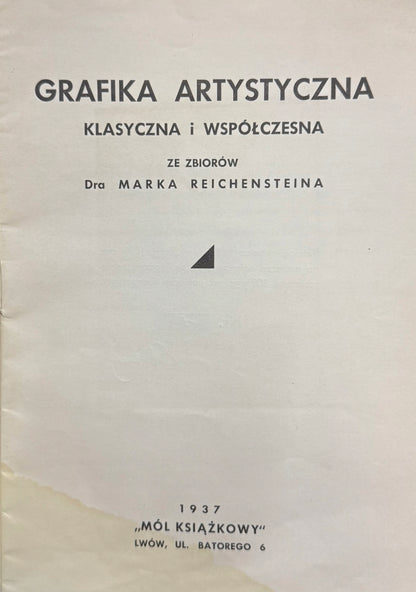 GRAFIKA ARTYSTYCZNA
KLASYCZNA i WSPÓŁCZESNA
ZE ZBIORÓW
Dra MARKA REICHENSTEINA
1937
„MÓL KSIĄŻKOWY"
LWÓW, UL. BATOREGO 6